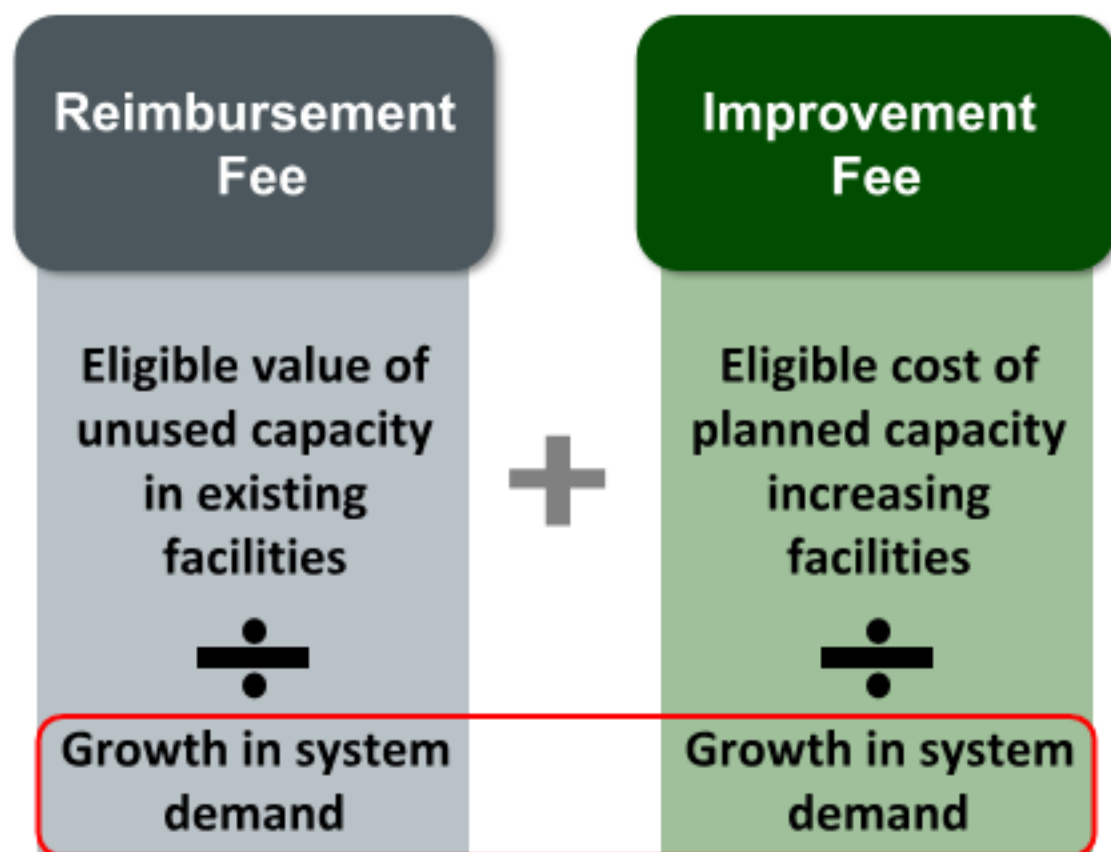 Reimbursement
Fee
Eligible value of
unused capacity
in existing
facilities
÷
Growth in system
demand
+
Improvement
Fee
Eligible cost of
planned capacity
increasing
facilities
÷
Growth in system
demand